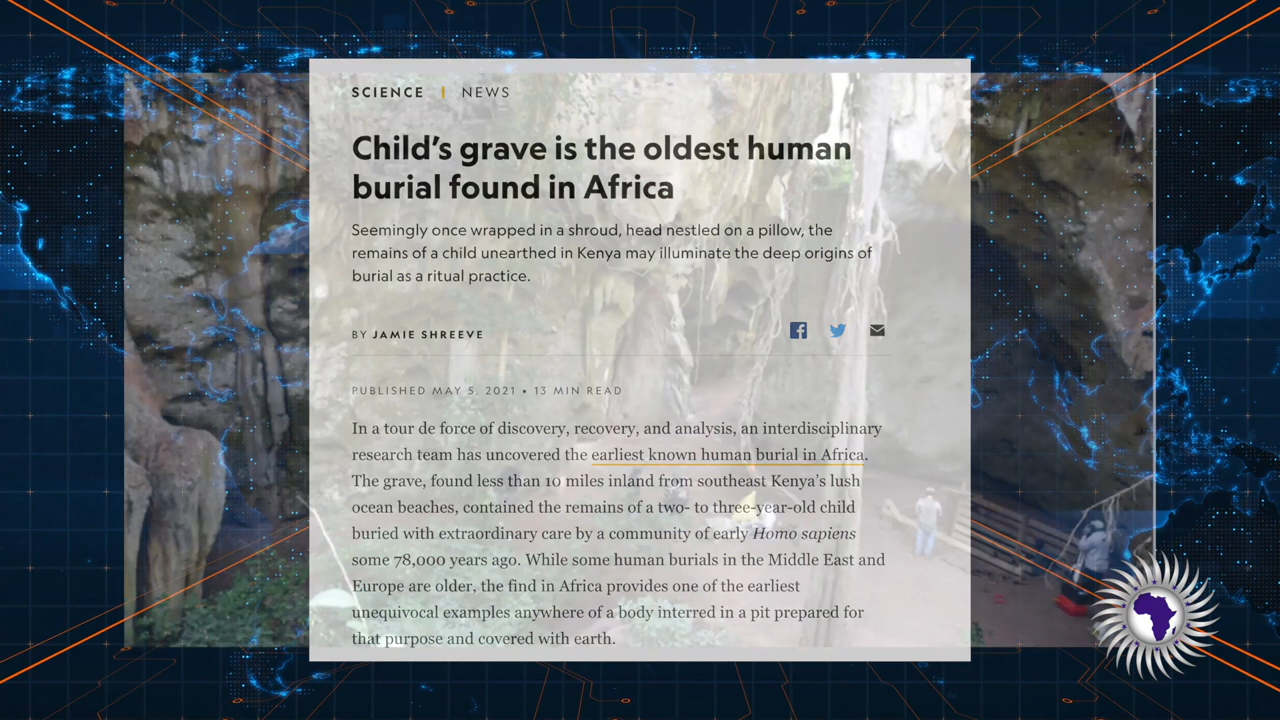 SCIENCE | NEWS
Child's grave is the oldest human
burial found in Africa
Seemingly once wrapped in a shroud, head nestled on a pillow, the
remains of a child unearthed in Kenya may illuminate the deep origins of
burial as a ritual practice.
BY JAMIE SHREEVE
PUBLISHED MAY 5, 2021 • 13 MIN READ
In a tour de force of discovery, recovery, and analysis, an interdisciplinary
research team has uncovered the earliest known human burial in Africa.
The grave, found less than 10 miles inland from southeast Kenya's lush
ocean beaches, contained the remains of a two- to three-year-old child
buried with extraordinary care by a community of early Homo sapiens
some 78,000 years ago. While some human burials in the Middle East and
Europe are older, the find in Africa provides one of the earliest
unequivocal examples anywhere of a body interred in a pit prepared for
that purpose and covered with earth.